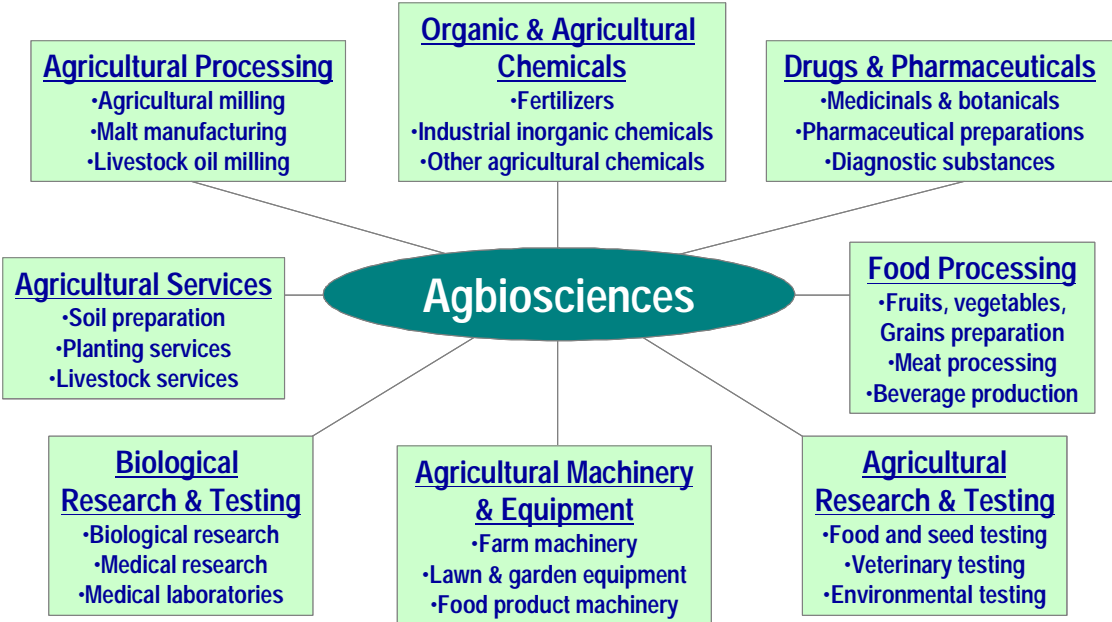 Agricultural Processing
•Agricultural milling
•Malt manufacturing
•Livestock oil milling
Organic & Agricultural
Chemicals
•Fertilizers
•Industrial inorganic chemicals
•Other agricultural chemicals
Drugs & Pharmaceuticals
•Medicinals & botanicals
•Pharmaceutical preparations
•Diagnostic substances
Agricultural Services
•Soil preparation
•Planting services
•Livestock services
Agbiosciences
Food Processing
•Fruits, vegetables,
Grains preparation
•Meat processing
•Beverage production
Biological
Research & Testing
•Biological research
•Medical research
•Medical laboratories
Agricultural Machinery
& Equipment
•Farm machinery
•Lawn & garden equipment
•Food product machinery
Agricultural
Research & Testing
•Food and seed testing
•Veterinary testing
•Environmental testing